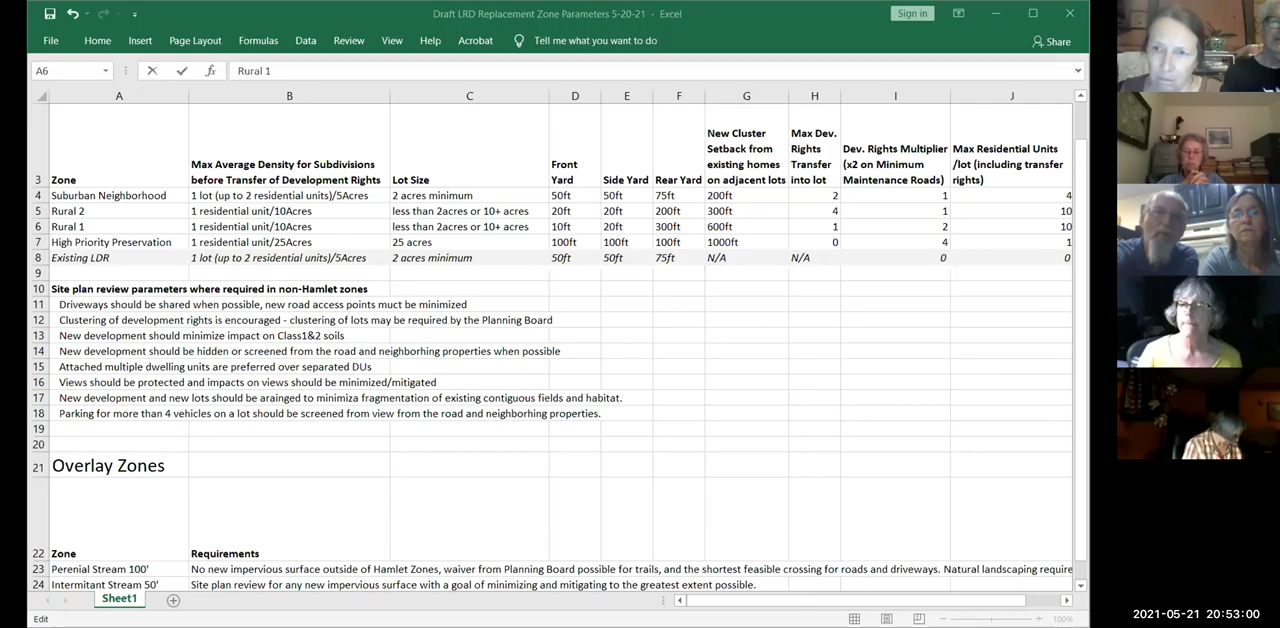 Draft LRD Replacement Zone Parameters 5-20-21 - Excel
Sign in
File Home Insert Page Layout Formulas Data Review View Help Acrobat Tell me what you want to do Share
A6 fx Rural 1
A B C D E F G H I J
3 Zone Max Average Density for Subdivisions before Transfer of Development Rights Lot Size Front Yard Side Yard Rear Yard New Cluster Setback from existing homes on adjacent lots Max Dev. Rights Transfer into lot Dev. Rights Multiplier (x2 on Minimum Maintenance Roads) Max Residential Units /lot (including transfer rights)
4 Suburban Neighborhood 1 lot (up to 2 residential units)/5Acres 2 acres minimum 50ft 50ft 75ft 200ft 2 1 4
5 Rural 2 1 residential unit/10Acres less than 2acres or 10+ acres 20ft 20ft 200ft 300ft 4 1 10
6 Rural 1 1 residential unit/10Acres less than 2acres or 10+ acres 10ft 20ft 300ft 600ft 1 2 10
7 High Priority Preservation 1 residential unit/25Acres 25 acres 100ft 100ft 100ft 1000ft 0 4 1
8 Existing LDR 1 lot (up to 2 residential units)/5Acres 2 acres minimum 50ft 50ft 75ft N/A N/A 0 0
9
10 Site plan review parameters where required in non-Hamlet zones
11 Driveways should be shared when possible, new road access points muct be minimized
12 Clustering of development rights is encouraged - clustering of lots may be required by the Planning Board
13 New development should minimize impact on Class1&2 soils
14 New development should be hidden or screened from the road and neighborhing properties when possible
15 Attached multiple dwelling units are preferred over separated DUs
16 Views should be protected and impacts on views should be minimized/mitigated
17 New development and new lots should be arainged to minimiza fragmentation of existing contiguous fields and habitat.
18 Parking for more than 4 vehicles on a lot should be screened from view from the road and neighborhing properties.
19
20
21 Overlay Zones
22 Zone Requirements
23 Perenial Stream 100' No new impervious surface outside of Hamlet Zones, waiver from Planning Board possible for trails, and the shortest feasible crossing for roads and driveways. Natural landscaping require
24 Intermitant Stream 50' Site plan review for any new impervious surface with a goal of minimizing and mitigating to the greatest extent possible.
Sheet1
Edit 100%
2021-05-21 20:53:00